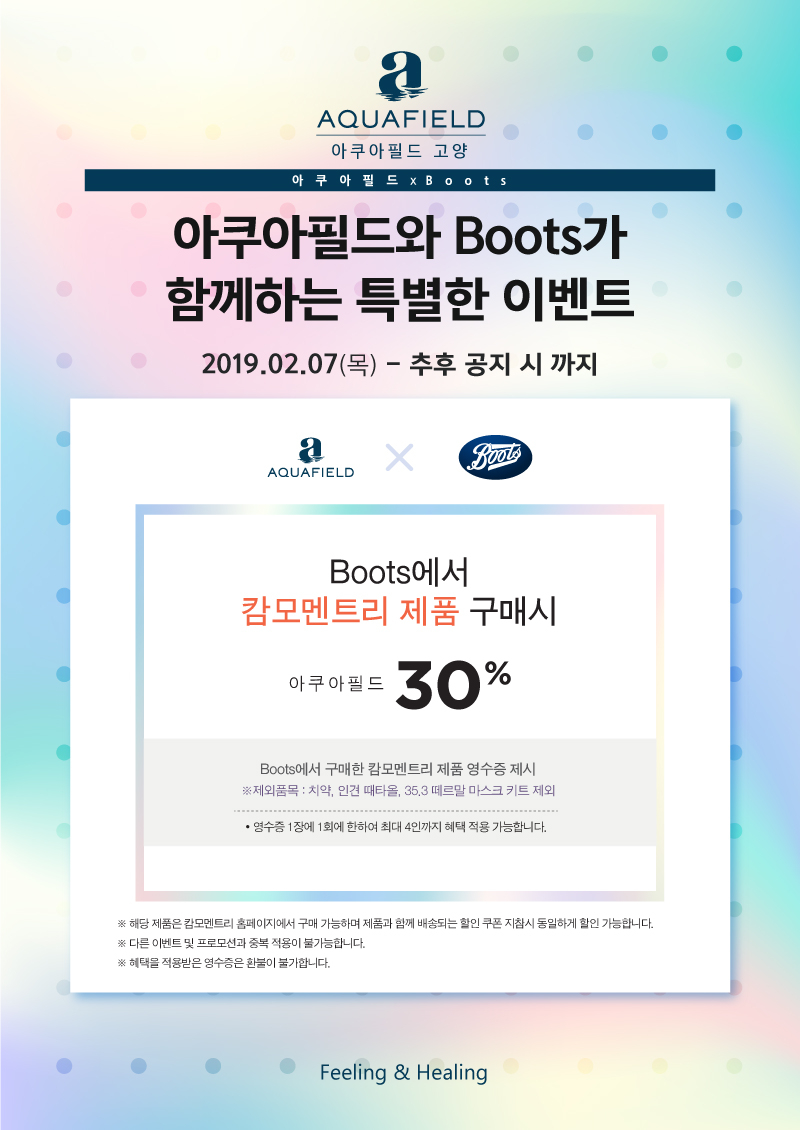 a
AQUAFIELD
아쿠아필드 고양
아쿠아필드xBoots
아쿠아필드와 Boots가
함께하는 특별한 이벤트
2019.02.07(목) - 추후 공지 시 까지
a
AQUAFIELD
Boots
Boots에서
캄모멘트리 제품 구매시
아쿠아필드 30%
Boots에서 구매한 캄모멘트리 제품 영수증 제시
※제외품목 : 치약, 인견 때타올, 35.3 떼르말 마스크 키트 제외
• 영수증 1장에 1회에 한하여 최대 4인까지 혜택 적용 가능합니다.
※ 해당 제품은 캄모멘트리 홈페이지에서 구매 가능하며 제품과 함께 배송되는 할인 쿠폰 지참시 동일하게 할인 가능합니다.
※ 다른 이벤트 및 프로모션과 중복 적용이 불가능합니다.
※ 혜택을 적용받은 영수증은 환불이 불가합니다.
Feeling & Healing